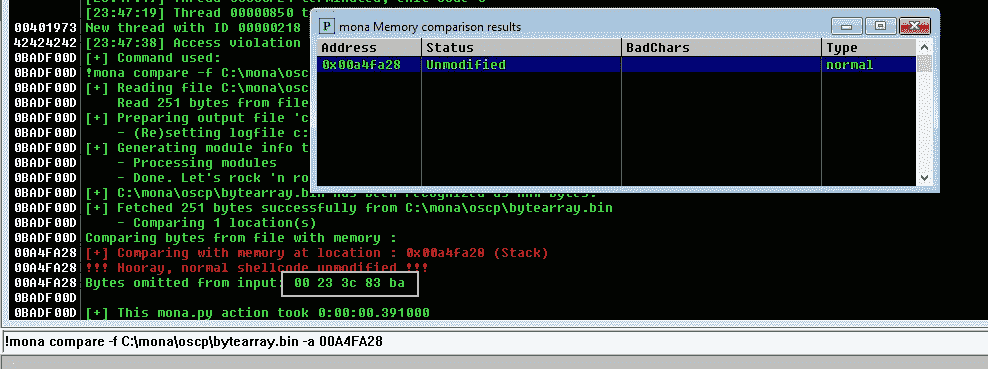 [23:47:19] Thread 00000850 t
00401973 New thread with ID 00000218
42424242 [23:47:38] Access violation
0BADF00D [+] Command used:
0BADF00D !mona compare -f C:\mona\osc
0BADF00D [+] Reading file C:\mona\osc
0BADF00D Read 251 bytes from file
0BADF00D [+] Preparing output file 'c
0BADF00D - (Re)setting logfile c:
0BADF00D [+] Generating module info t
0BADF00D - Processing modules
0BADF00D - Done. Let's rock 'n ro
0BADF00D [+] C:\mona\oscp\bytearray.bin has been recognized as RAW bytes.
0BADF00D [+] Fetched 251 bytes successfully from C:\mona\oscp\bytearray.bin
0BADF00D - Comparing 1 location(s)
0BADF00D Comparing bytes from file with memory :
00A4FA28 [+] Comparing with memory at location : 0x00a4fa28 (Stack)
00A4FA28 !!! Hooray, normal shellcode unmodified !!!
00A4FA28 Bytes omitted from input: 00 23 3c 83 ba
0BADF00D
0BADF00D [+] This mona.py action took 0:00:00.391000
P mona Memory comparison results
Address Status BadChars Type
0x00a4fa28 Unmodified normal
!mona compare -f C:\mona\oscp\bytearray.bin -a 00A4FA28